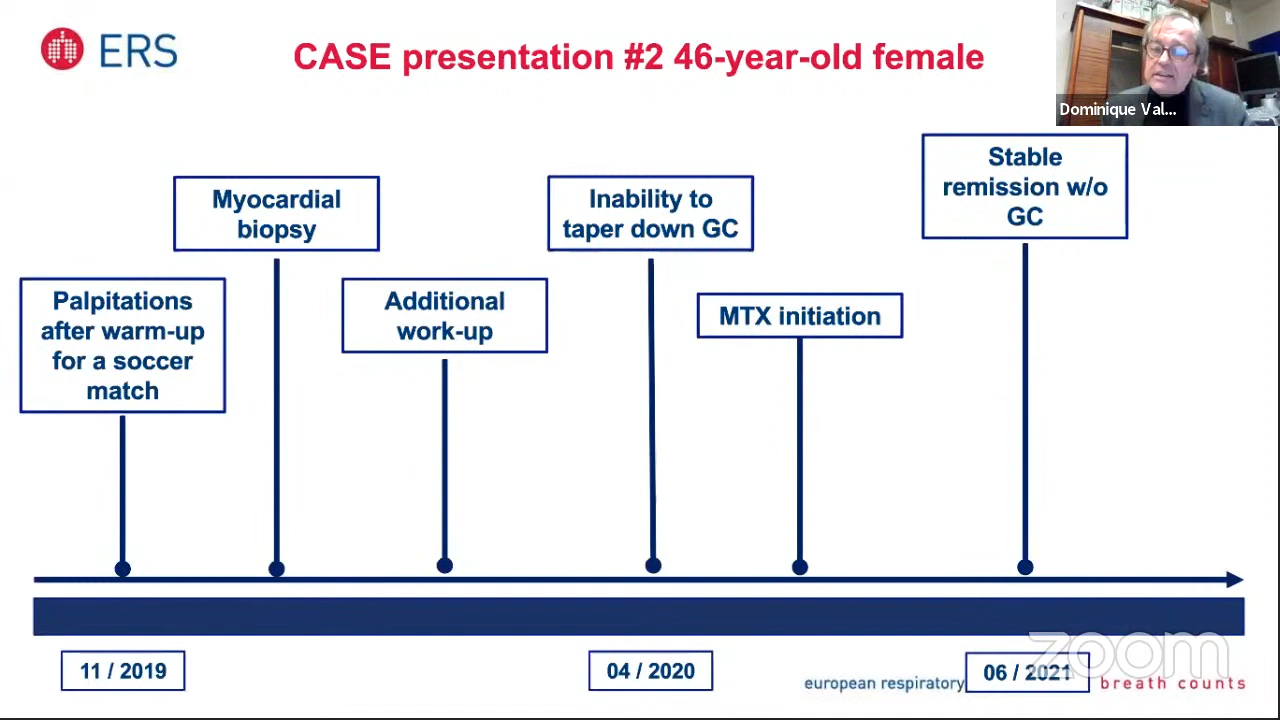 ERS
CASE presentation #2 46-year-old female
Dominique Val...
Stable
remission w/o
GC
Myocardial
biopsy
Inability to
taper down GC
Palpitations
after warm-up
for a soccer
match
Additional
work-up
MTX initiation
11 / 2019
04 / 2020
06 / 2021
zoom
european respiratory
breath counts